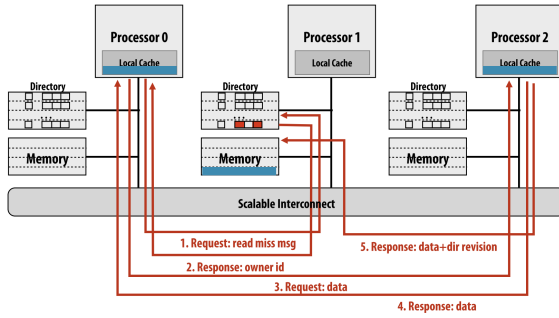 Processor 0
Processor 1
Processor 2
Local Cache
Local Cache
Local Cache
Directory
Directory
Directory
...
...
...
Memory
Memory
Memory
Scalable Interconnect
1. Request: read miss msg
5. Response: data+dir revision
2. Response: owner id
3. Request: data
4. Response: data